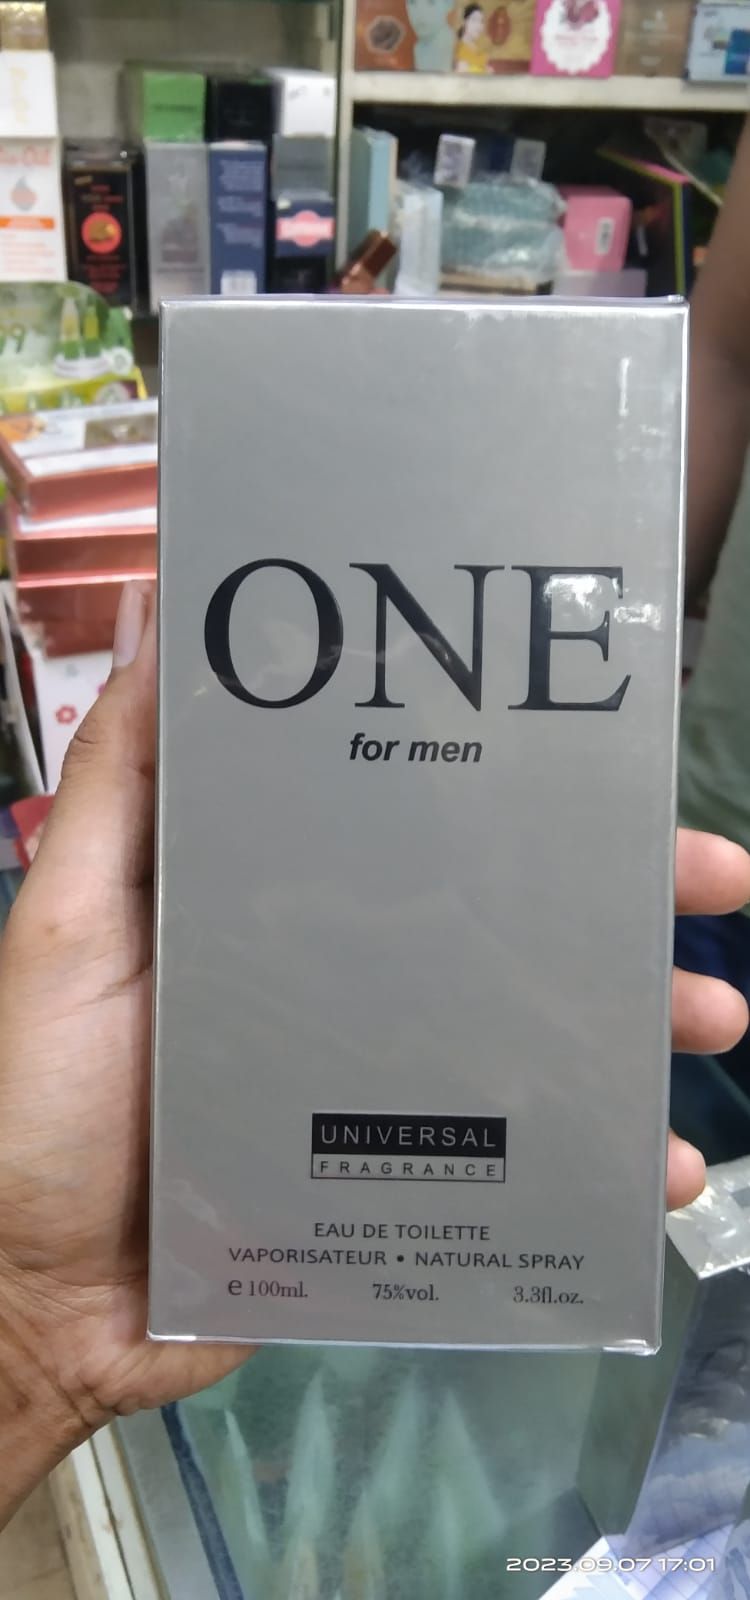 ONE
for men
UNIVERSAL
FRAGRANCE
EAU DE TOILETTE
VAPORISATEUR • NATURAL SPRAY
e 100ml. 75%vol. 3.3fl.oz.
2023.09.07 17:01